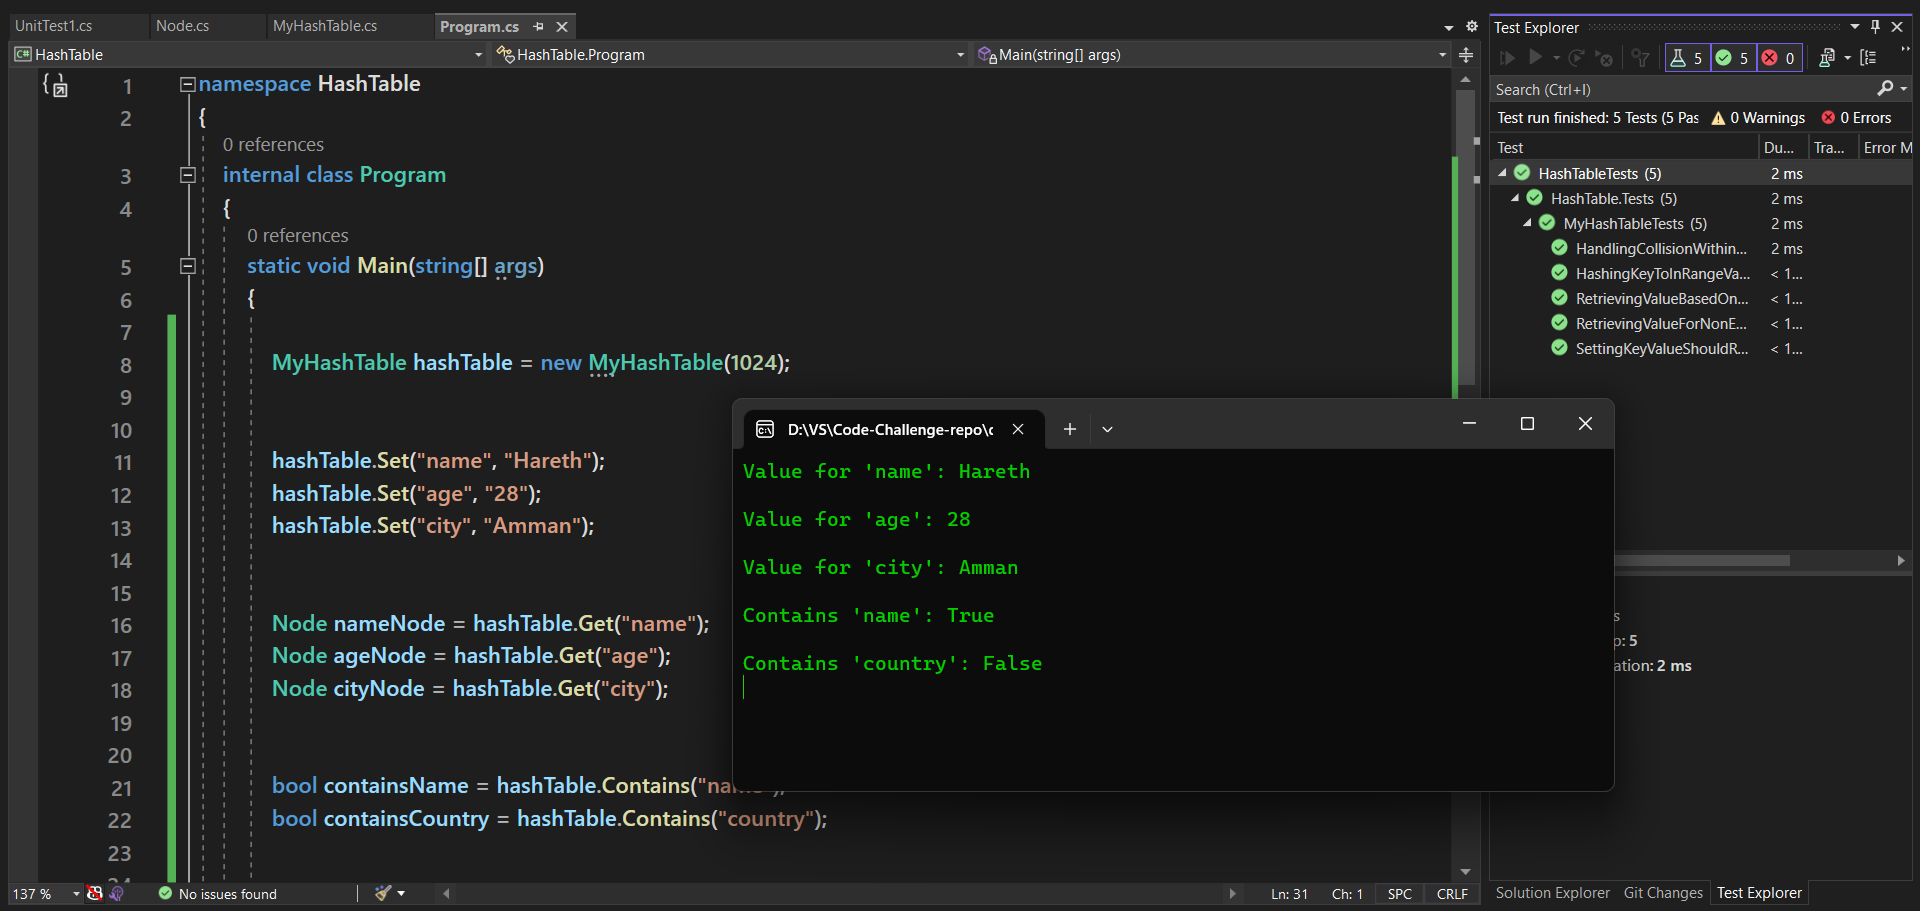 UnitTest1.cs Node.cs MyHashTable.cs Program.cs
HashTable HashTable.Program Main(string[] args)
1 namespace HashTable
2 {
0 references
3 internal class Program
4 {
0 references
5 static void Main(string[] args)
6 {
7
8 MyHashTable hashTable = new MyHashTable(1024);
9
10
11 hashTable.Set("name", "Hareth");
12 hashTable.Set("age", "28");
13 hashTable.Set("city", "Amman");
14
15
16 Node nameNode = hashTable.Get("name");
17 Node ageNode = hashTable.Get("age");
18 Node cityNode = hashTable.Get("city");
19
20
21 bool containsName = hashTable.Contains("name");
22 bool containsCountry = hashTable.Contains("country");
23
137 % No issues found Ln: 31 Ch: 1 SPC CRLF
D:\VS\Code-Challenge-repo\c
Value for 'name': Hareth
Value for 'age': 28
Value for 'city': Amman
Contains 'name': True
Contains 'country': False
Test Explorer
5 5 0
Search (Ctrl+I)
Test run finished: 5 Tests (5 Pas 0 Warnings 0 Errors
Test Du... Tra... Error M
HashTableTests (5) 2 ms
HashTable.Tests (5) 2 ms
MyHashTableTests (5) 2 ms
HandlingCollisionWithin... 2 ms
HashingKeyToInRangeVa... < 1...
RetrievingValueBasedOn... < 1...
RetrievingValueForNonE... < 1...
SettingKeyValueShouldR... < 1...
s
p: 5
ation: 2 ms
Solution Explorer Git Changes Test Explorer